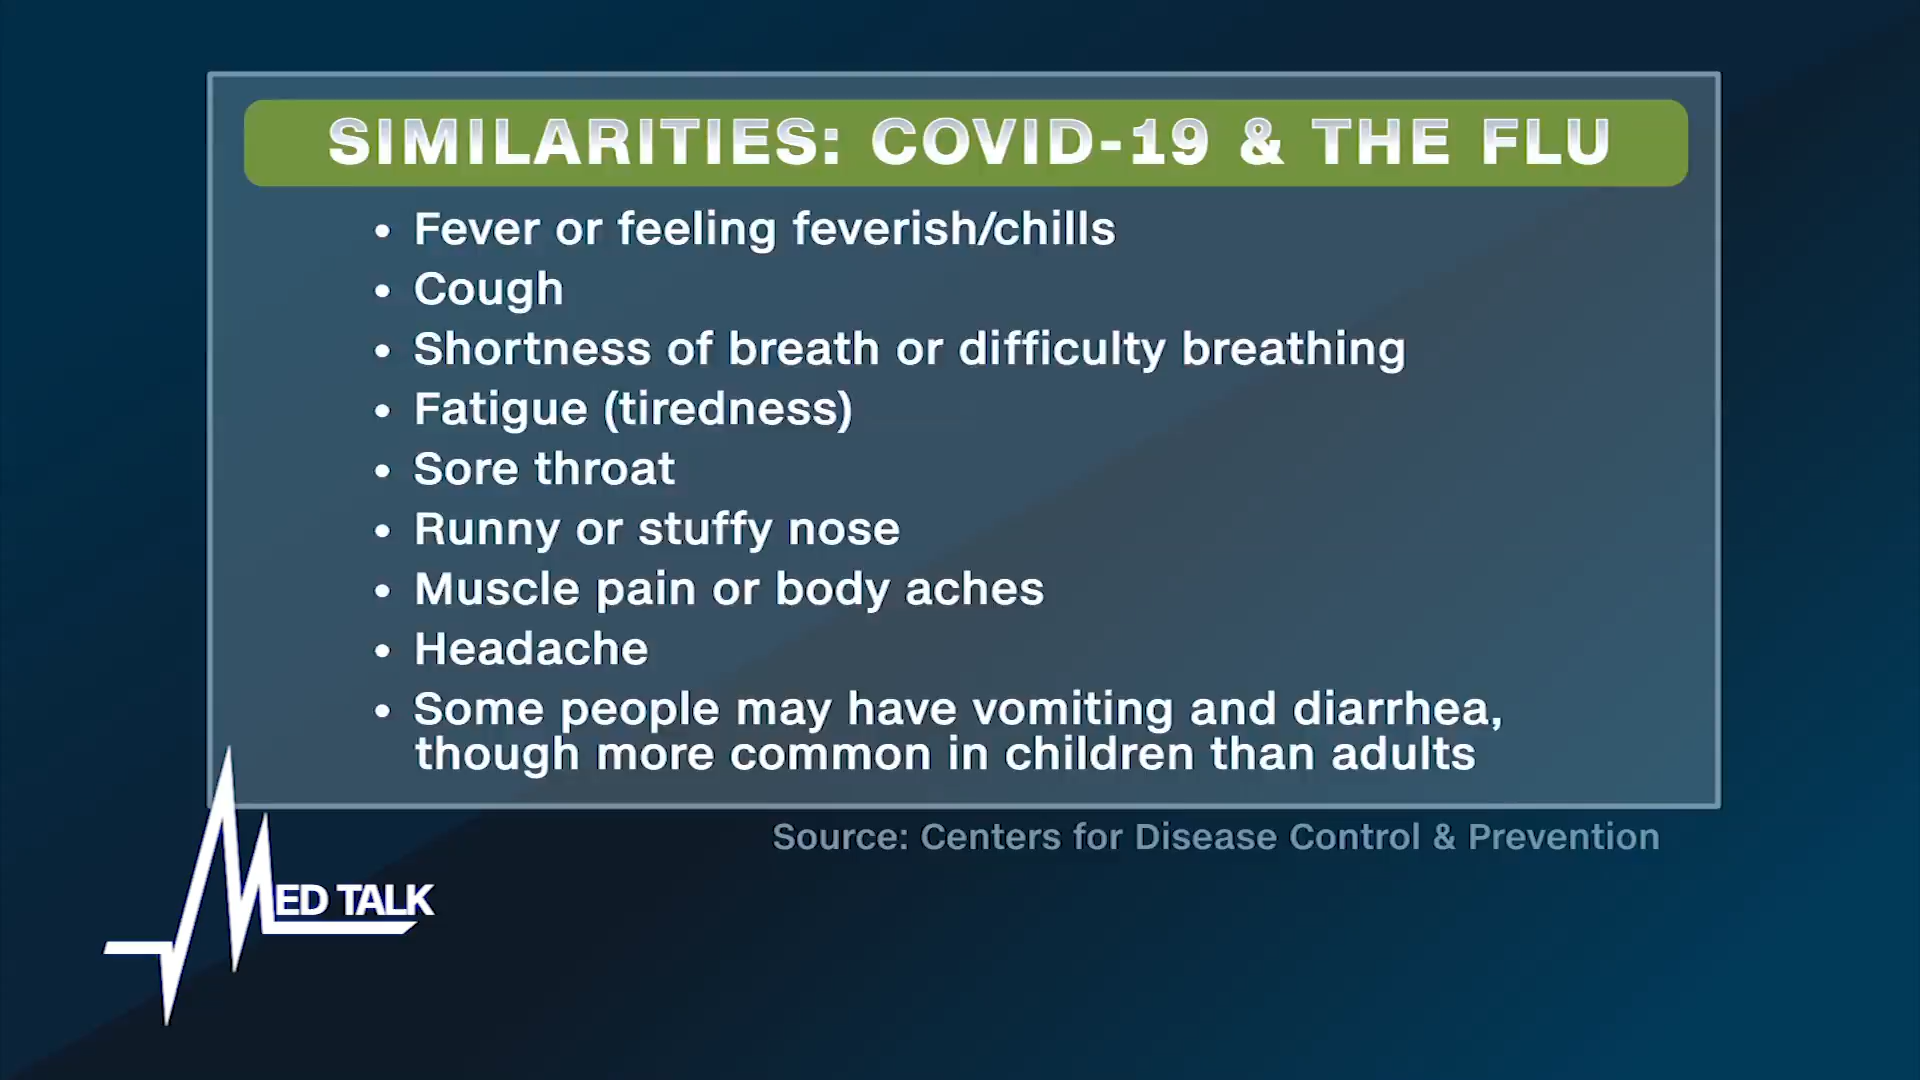 SIMILARITIES: COVID-19 & THE FLU
• Fever or feeling feverish/chills
• Cough
• Shortness of breath or difficulty breathing
• Fatigue (tiredness)
• Sore throat
• Runny or stuffy nose
• Muscle pain or body aches
• Headache
• Some people may have vomiting and diarrhea,
though more common in children than adults
Source: Centers for Disease Control & Prevention
MED TALK